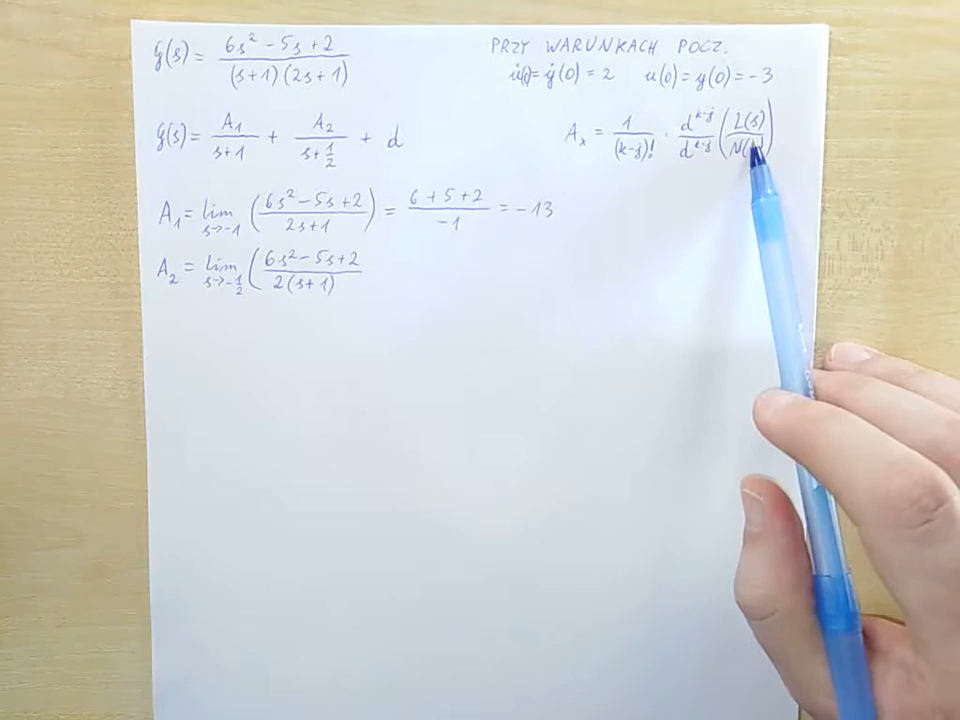 G(s) = (6s² - 5s + 2) / ((s+1)(2s+1))
PRZY WARUNKACH POCZ.
u̇(0) = ẏ(0) = 2 u(0) = y(0) = -3
G(s) = A₁/(s+1) + A₂/(s+1/2) + d
Aₓ = 1/(k-j)! · d^(k-j)/d^(k-j) (L(s)/N(
A₁ = lim s→-1 ((6s² - 5s + 2)/(2s+1)) = (6+5+2)/(-1) = -13
A₂ = lim s→-1/2 ((6s² - 5s + 2)/(2(s+1)